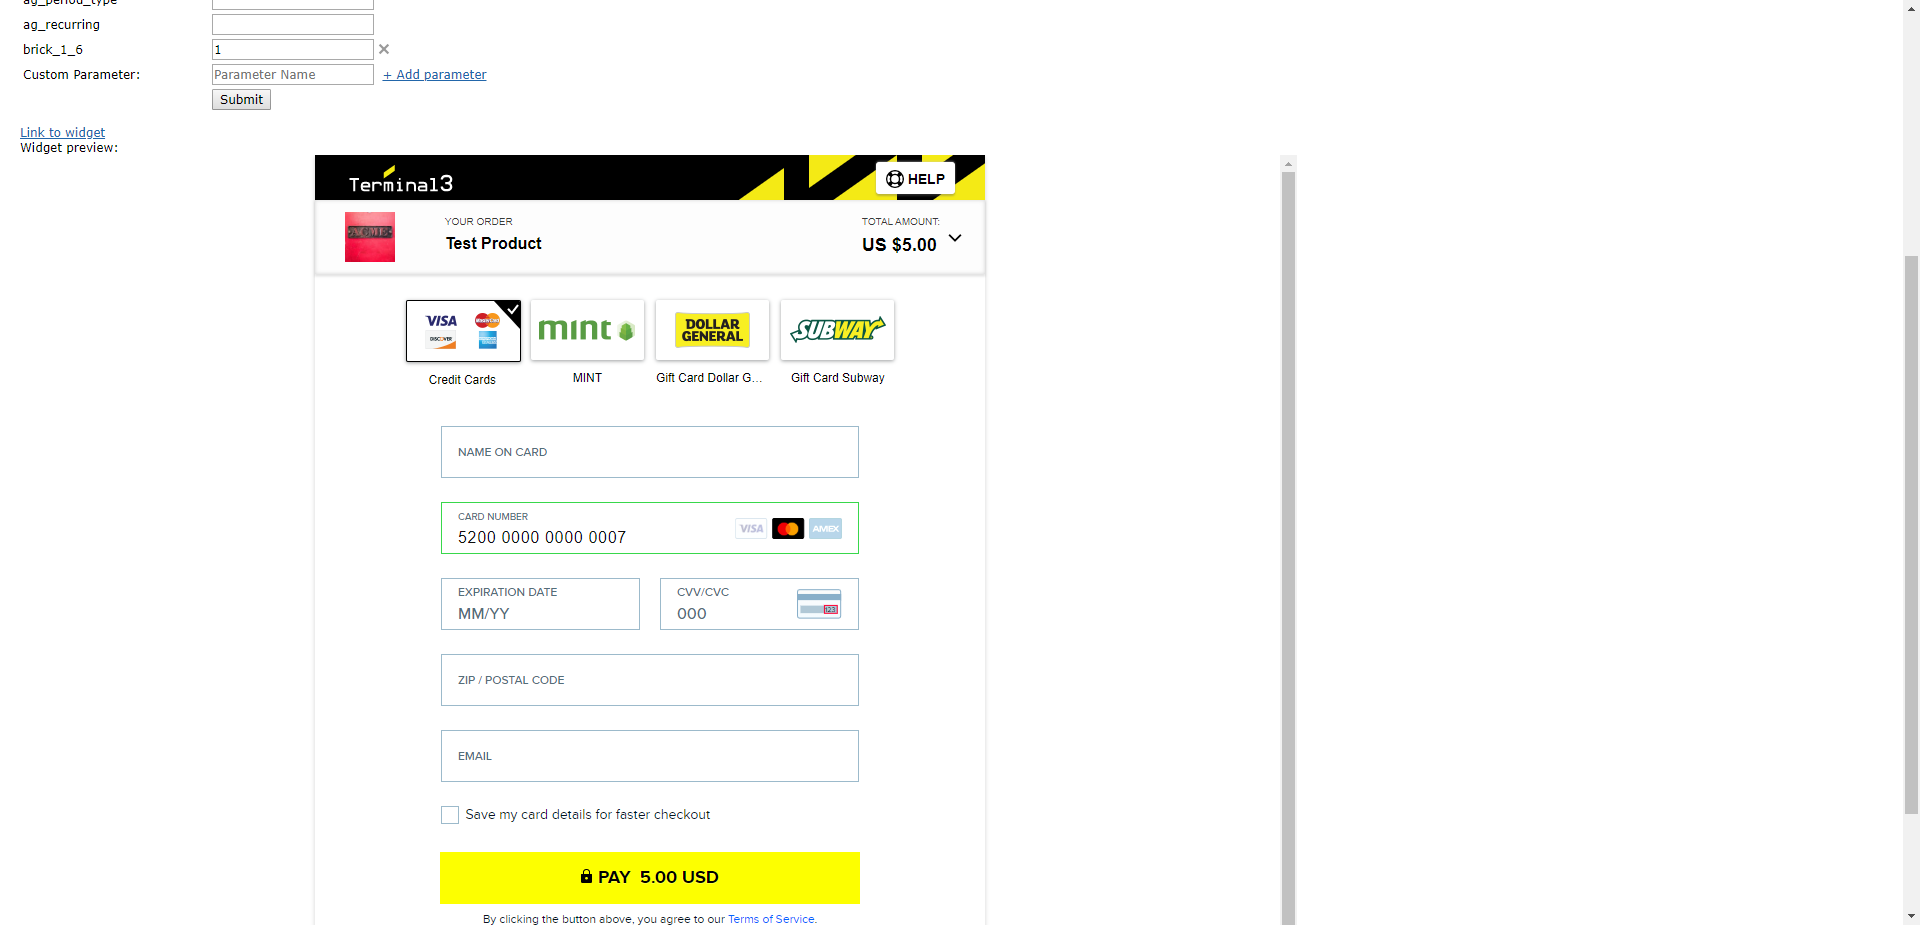 ag_period_type
ag_recurring
brick_1_6
1
Custom Parameter:
Parameter Name
+ Add parameter
Submit
Link to widget
Widget preview:
Terminal3
HELP
YOUR ORDER
Test Product
TOTAL AMOUNT:
US $5.00
VISA
MasterCard
DISCOVER
mint
DOLLAR
GENERAL
SUBWAY
Credit Cards
MINT
Gift Card Dollar G...
Gift Card Subway
NAME ON CARD
CARD NUMBER
5200 0000 0000 0007
VISA
AMEX
EXPIRATION DATE
MM/YY
CVV/CVC
000
123
ZIP / POSTAL CODE
EMAIL
Save my card details for faster checkout
PAY 5.00 USD
By clicking the button above, you agree to our Terms of Service.